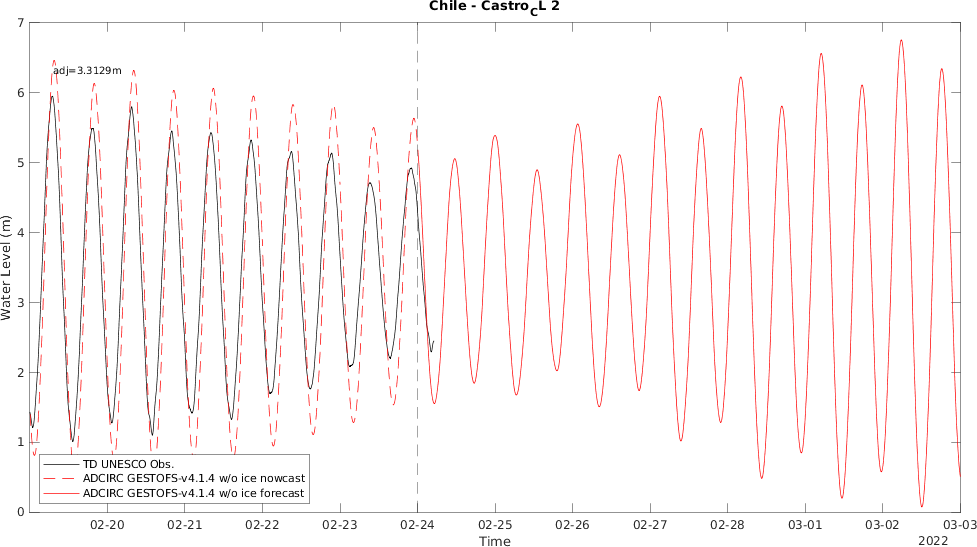 Chile - Castro_CL 2
7
adj=3.3129m
6
5
4
3
2
1
0
Water Level (m)
TD UNESCO Obs.
ADCIRC GESTOFS-v4.1.4 w/o ice nowcast
ADCIRC GESTOFS-v4.1.4 w/o ice forecast
02-20 02-21 02-22 02-23 02-24 02-25 02-26 02-27 02-28 03-01 03-02 03-03
Time
2022